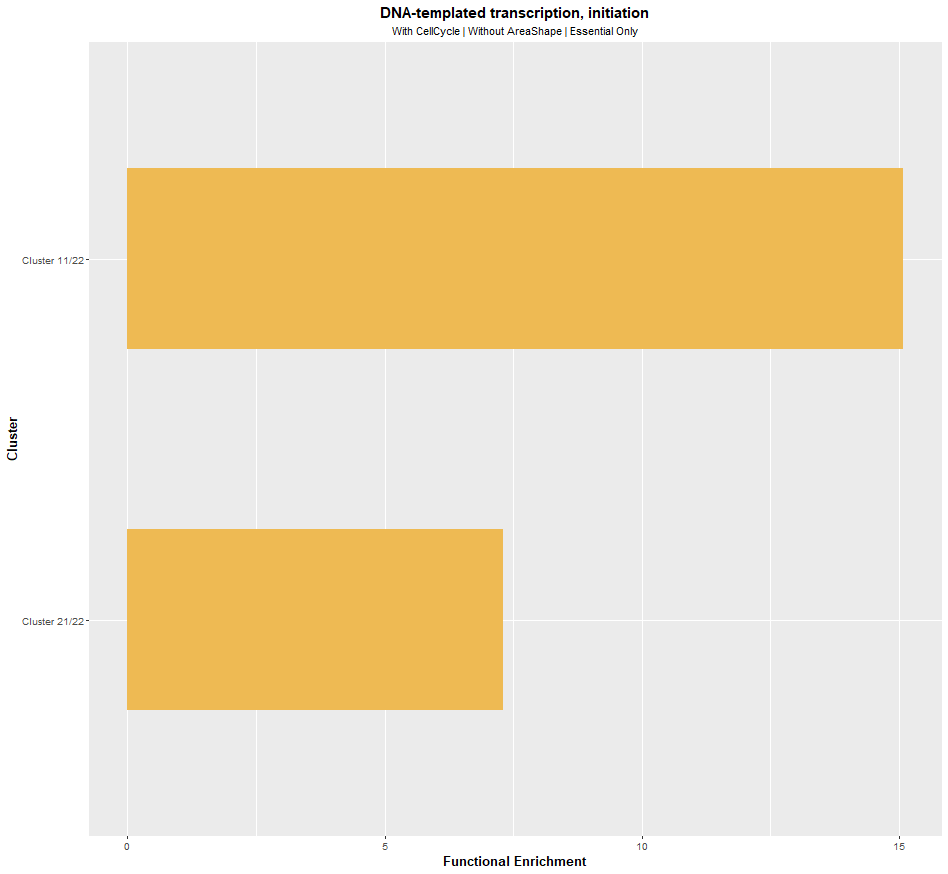 DNA-templated transcription, initiation
With CellCycle | Without AreaShape | Essential Only
Cluster
Cluster 11/22
Cluster 21/22
0 5 10 15
Functional Enrichment